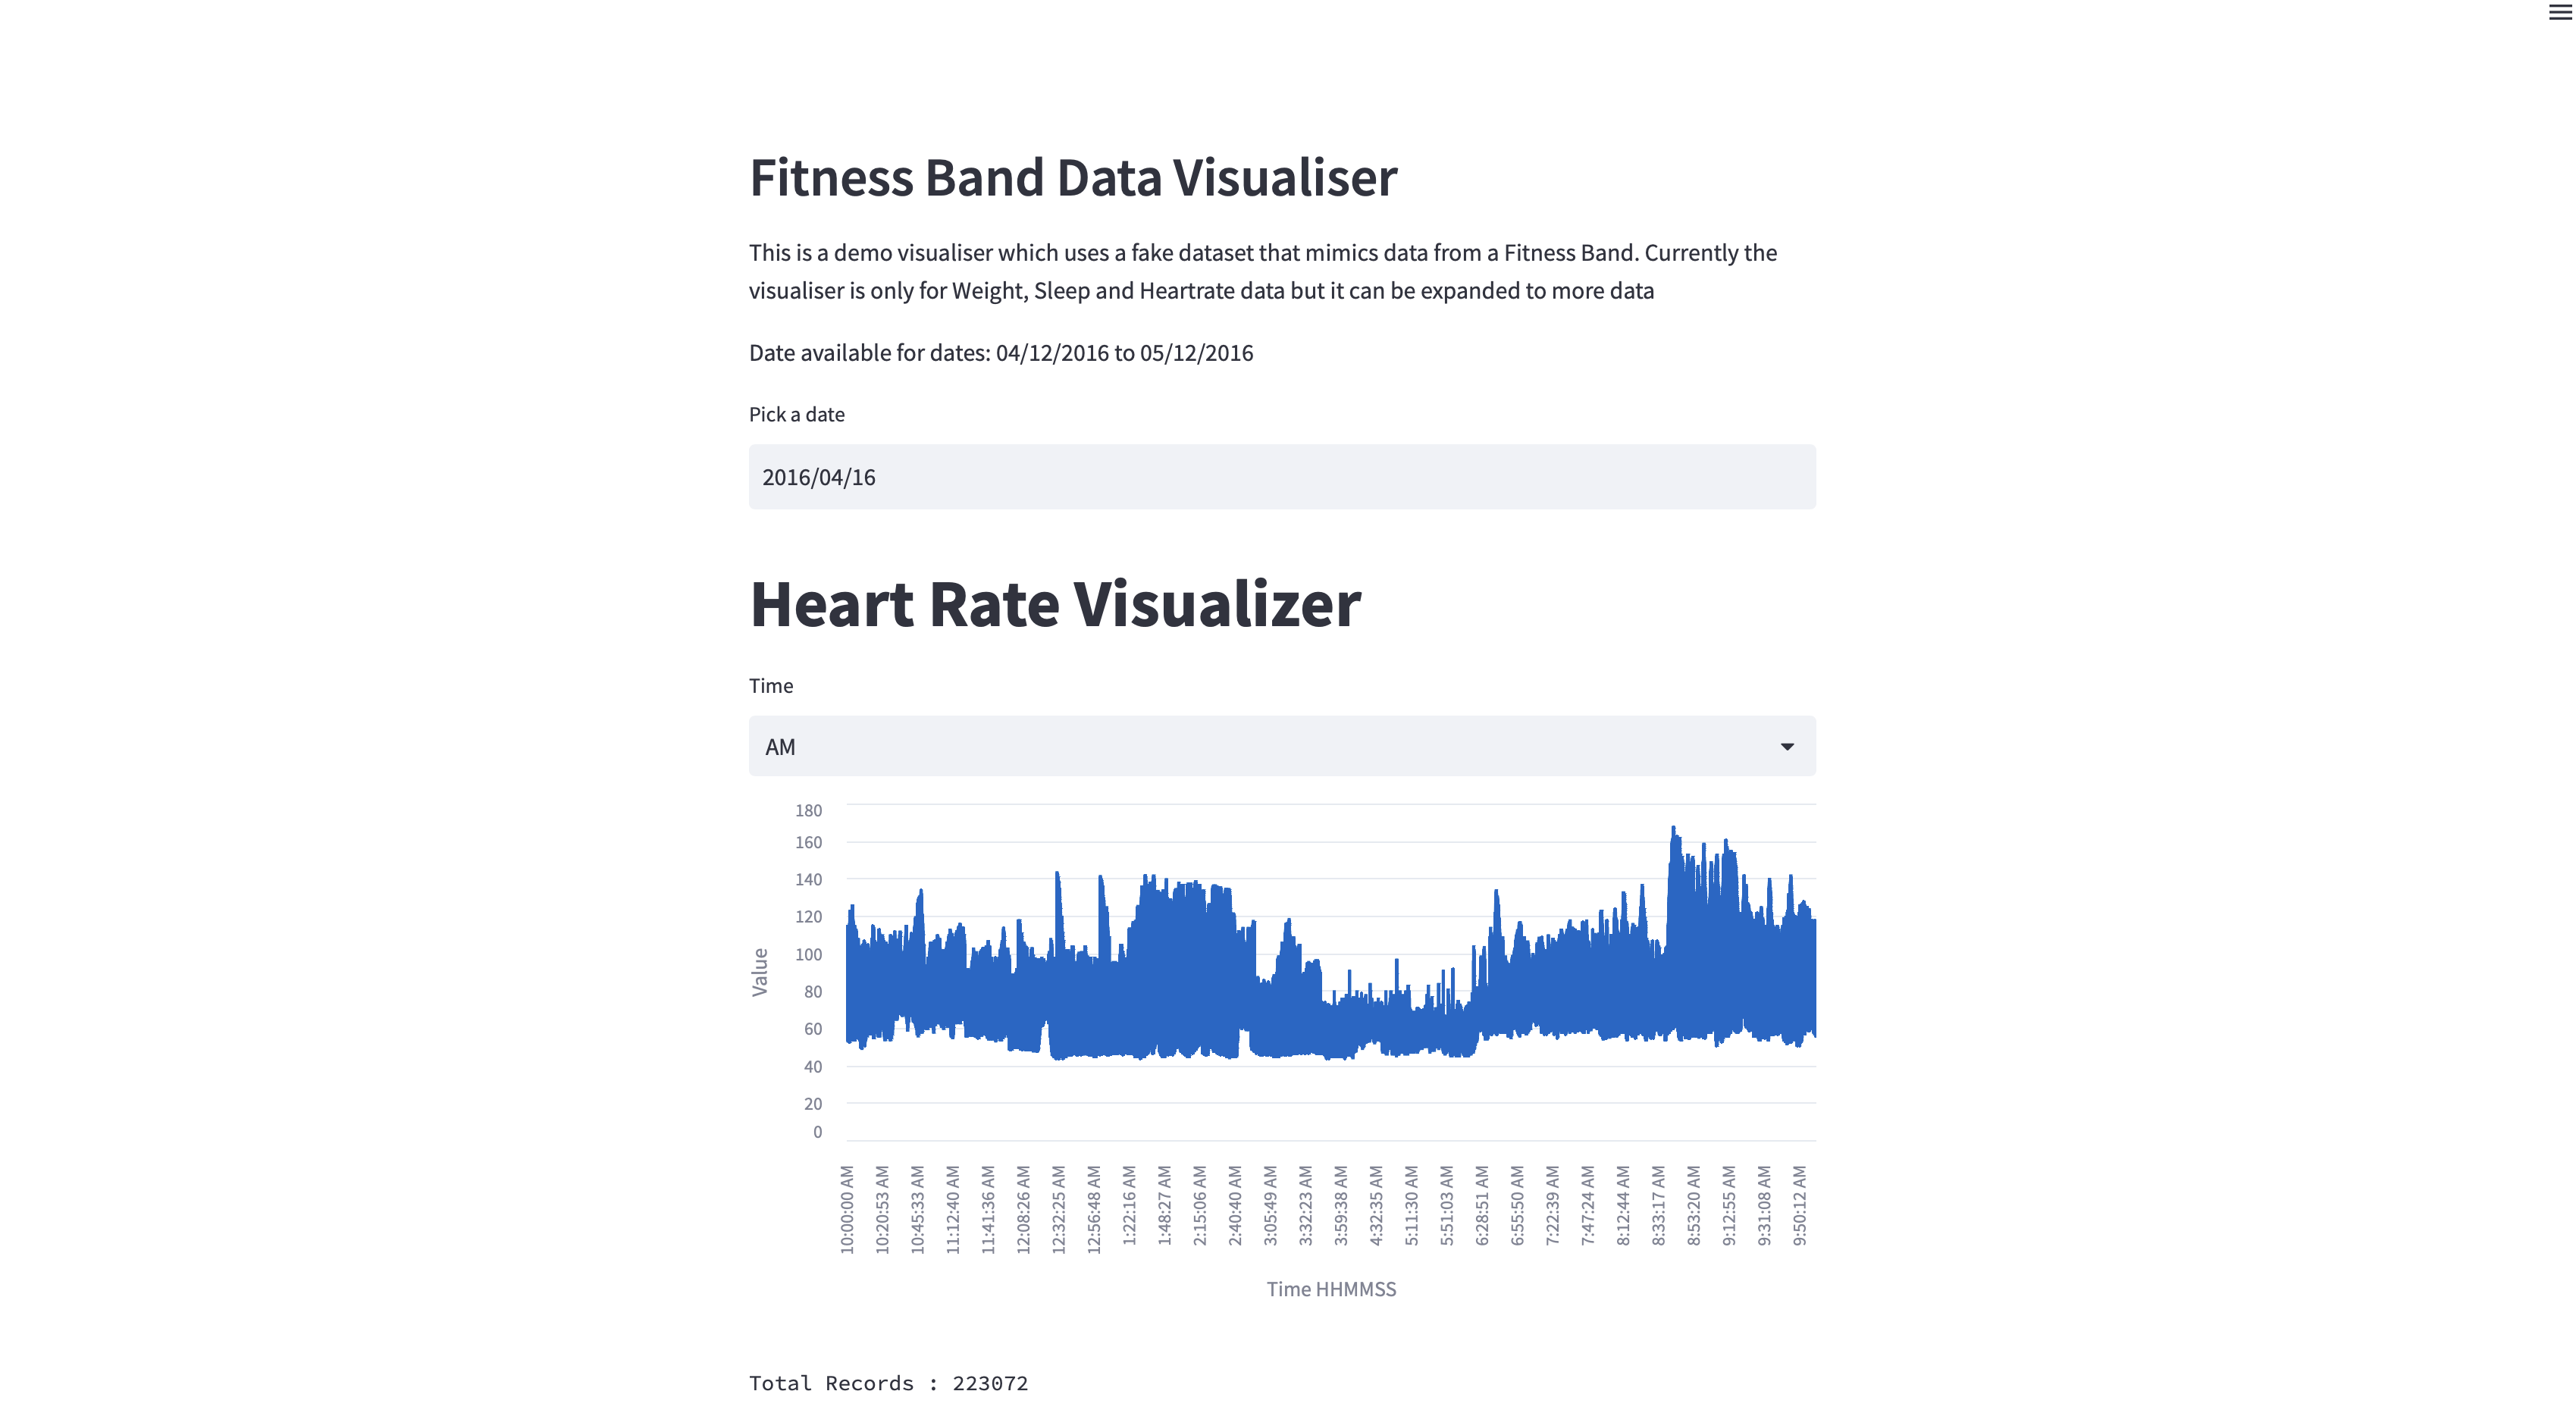 Fitness Band Data Visualiser
This is a demo visualiser which uses a fake dataset that mimics data from a Fitness Band. Currently the
visualiser is only for Weight, Sleep and Heartrate data but it can be expanded to more data
Date available for dates: 04/12/2016 to 05/12/2016
Pick a date
2016/04/16
Heart Rate Visualizer
Time
AM
180
160
140
120
100
80
60
40
20
0
Value
10:00:00 AM
10:20:53 AM
10:45:33 AM
11:12:40 AM
11:41:36 AM
12:08:26 AM
12:32:25 AM
12:56:48 AM
1:22:16 AM
1:48:27 AM
2:15:06 AM
2:40:40 AM
3:05:49 AM
3:32:23 AM
3:59:38 AM
4:32:35 AM
5:11:30 AM
5:51:03 AM
6:28:51 AM
6:55:50 AM
7:22:39 AM
7:47:24 AM
8:12:44 AM
8:33:17 AM
8:53:20 AM
9:12:55 AM
9:31:08 AM
9:50:12 AM
Time HHMMSS
Total Records : 223072